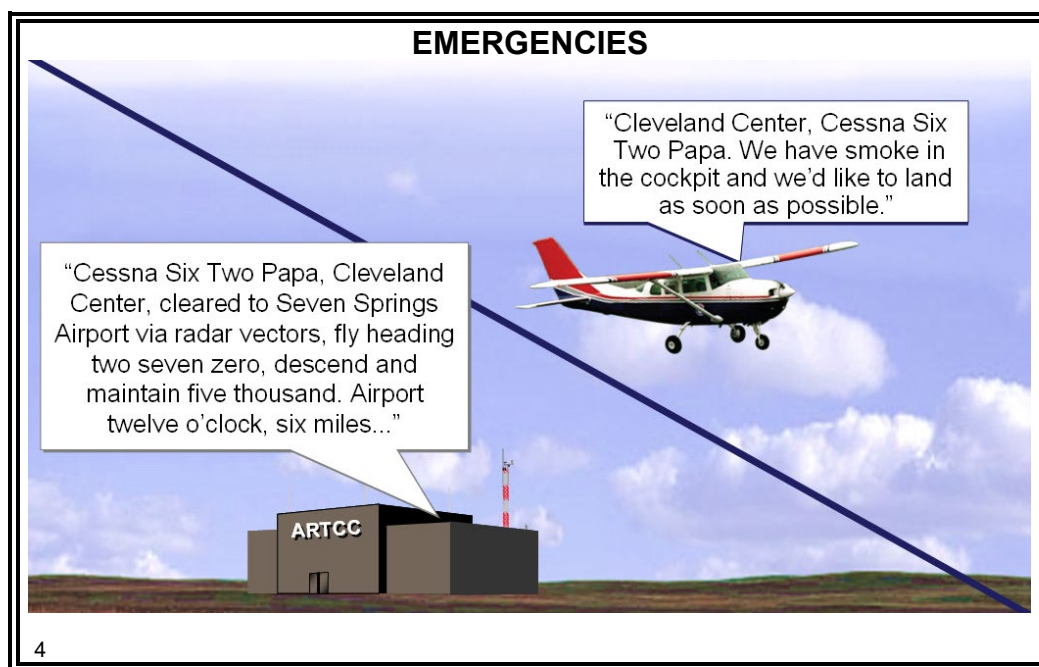 EMERGENCIES
“Cleveland Center, Cessna Six
Two Papa. We have smoke in
the cockpit and we’d like to land
as soon as possible.”
“Cessna Six Two Papa, Cleveland
Center, cleared to Seven Springs
Airport via radar vectors, fly heading
two seven zero, descend and
maintain five thousand. Airport
twelve o’clock, six miles...”
ARTCC
4